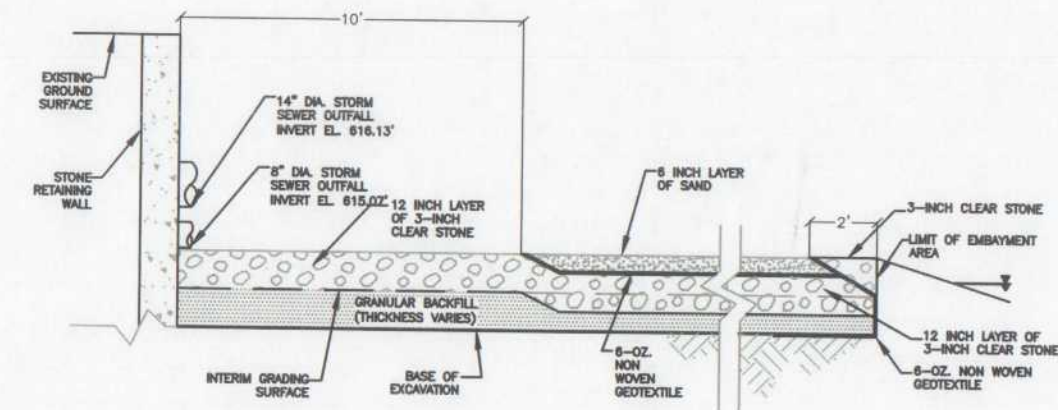 10'
EXISTING
GROUND
SURFACE
STONE
RETAINING
WALL
14" DIA. STORM
SEWER OUTFALL
INVERT EL. 616.13'
8" DIA. STORM
SEWER OUTFALL
INVERT EL. 615.07'
12 INCH LAYER
OF 3-INCH
CLEAR STONE
6 INCH LAYER
OF SAND
2'
3-INCH CLEAR STONE
LIMIT OF EMBAYMENT
AREA
GRANULAR BACKFILL
(THICKNESS VARIES)
INTERIM GRADING
SURFACE
BASE OF
EXCAVATION
6-OZ.
NON
WOVEN
GEOTEXTILE
12 INCH LAYER OF
3-INCH CLEAR STONE
6-OZ. NON WOVEN
GEOTEXTILE